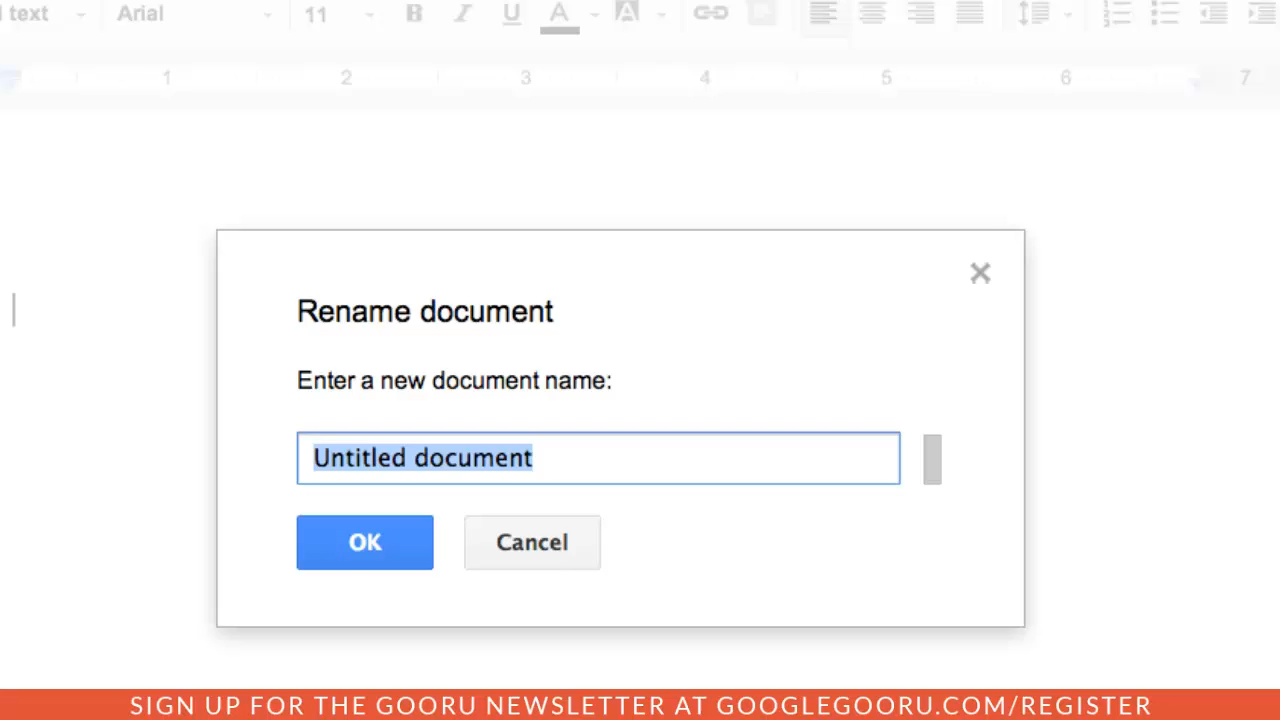 text Arial 11 B I U A A
1 2 3 4 5 6 7
Rename document
Enter a new document name:
Untitled document
OK Cancel
SIGN UP FOR THE GOORU NEWSLETTER AT GOOGLEGOORU.COM/REGISTER